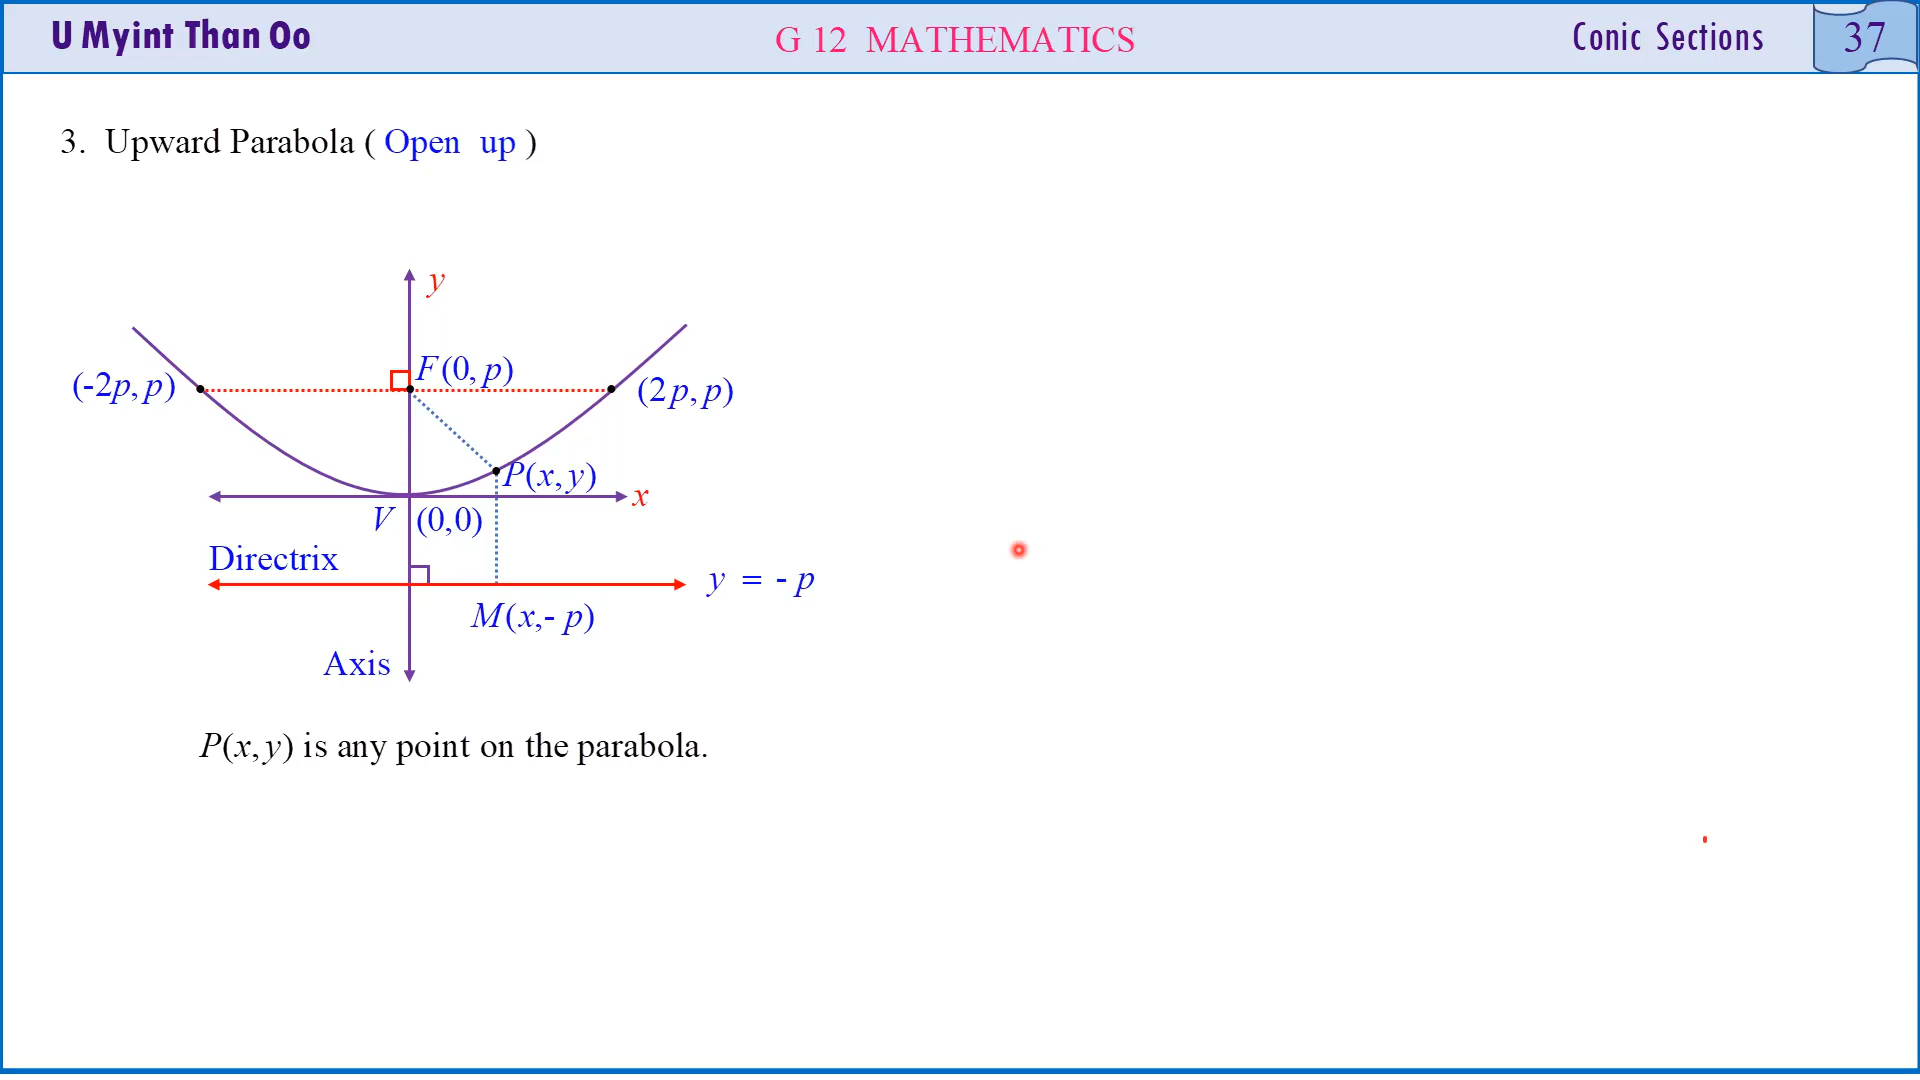 U Myint Than Oo
G 12 MATHEMATICS
Conic Sections
37
3. Upward Parabola ( Open up )
y
F(0, p)
(-2p, p)
(2p, p)
P(x, y)
x
V (0,0)
Directrix
y = - p
M(x,- p)
Axis
P(x, y) is any point on the parabola.